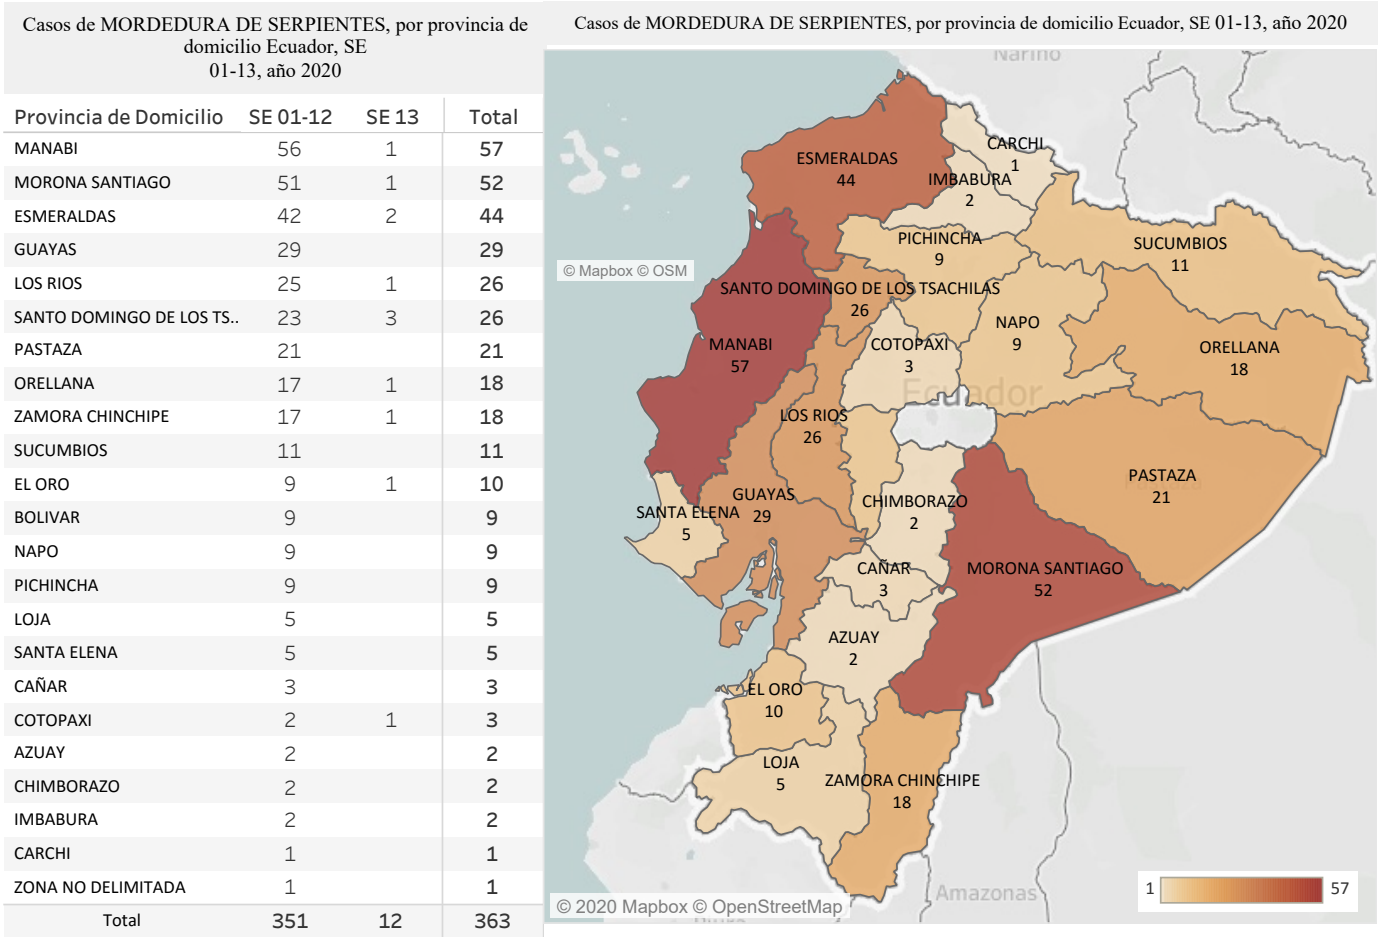 Casos de MORDEDURA DE SERPIENTES, por provincia de
domicilio Ecuador, SE
01-13, año 2020
Provincia de Domicilio SE 01-12 SE 13 Total
MANABI 56 1 57
MORONA SANTIAGO 51 1 52
ESMERALDAS 42 2 44
GUAYAS 29 29
LOS RIOS 25 1 26
SANTO DOMINGO DE LOS TS.. 23 3 26
PASTAZA 21 21
ORELLANA 17 1 18
ZAMORA CHINCHIPE 17 1 18
SUCUMBIOS 11 11
EL ORO 9 1 10
BOLIVAR 9 9
NAPO 9 9
PICHINCHA 9 9
LOJA 5 5
SANTA ELENA 5 5
CAÑAR 3 3
COTOPAXI 2 1 3
AZUAY 2 2
CHIMBORAZO 2 2
IMBABURA 2 2
CARCHI 1 1
ZONA NO DELIMITADA 1 1
Total 351 12 363
Casos de MORDEDURA DE SERPIENTES, por provincia de domicilio Ecuador, SE 01-13, año 2020
Nariño
CARCHI
1
ESMERALDAS
44
IMBABURA
2
PICHINCHA
9
SUCUMBIOS
11
© Mapbox © OSM
SANTO DOMINGO DE LOS TSACHILAS
26
NAPO
9
MANABI
57
COTOPAXI
3
ORELLANA
18
Ecuador
LOS RIOS
26
PASTAZA
21
GUAYAS
29
SANTA ELENA
5
CHIMBORAZO
2
CAÑAR
3
MORONA SANTIAGO
52
AZUAY
2
EL ORO
10
LOJA
5
ZAMORA CHINCHIPE
18
Amazonas
1 57
© 2020 Mapbox © OpenStreetMap